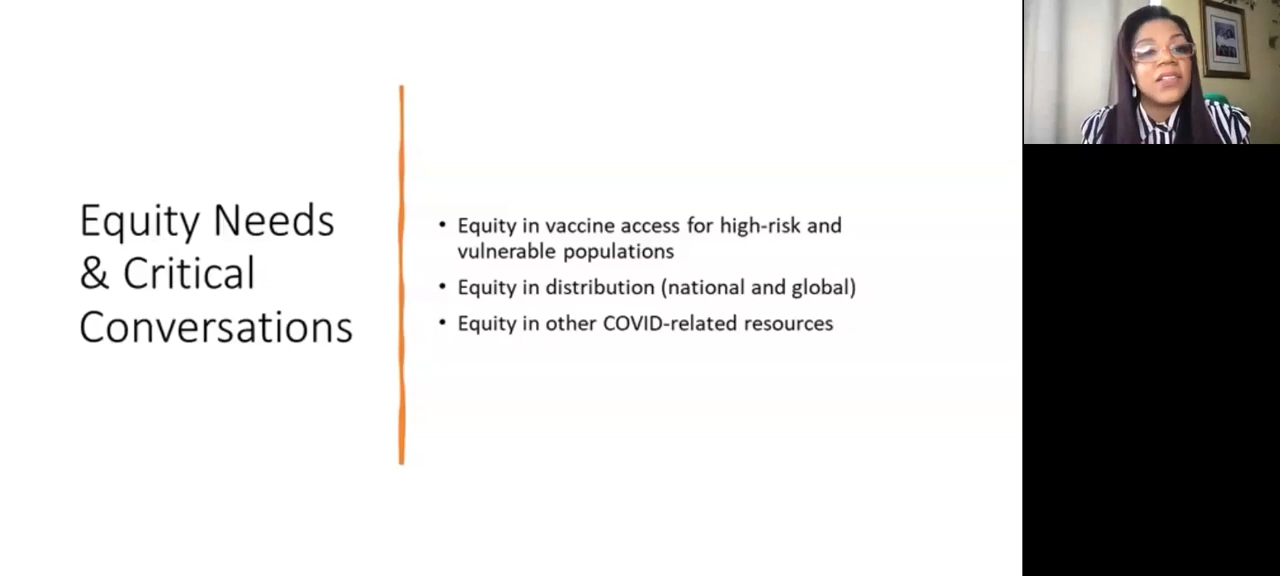 Equity Needs
& Critical
Conversations
• Equity in vaccine access for high-risk and
vulnerable populations
• Equity in distribution (national and global)
• Equity in other COVID-related resources